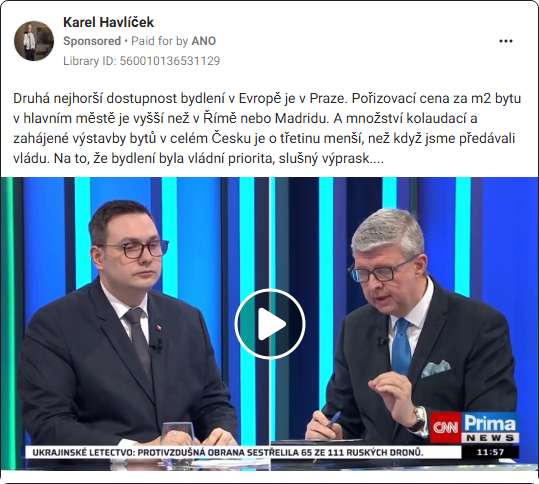 Karel Havlíček
Sponsored • Paid for by ANO
Library ID: 560010136531129
Druhá nejhorší dostupnost bydlení v Evropě je v Praze. Pořizovací cena za m2 bytu
v hlavním městě je vyšší než v Římě nebo Madridu. A množství kolaudací a
zahájené výstavby bytů v celém Česku je o třetinu menší, než když jsme předávali
vládu. Na to, že bydlení byla vládní priorita, slušný výprask....
CNN Prima
NEWS
UKRAJINSKÉ LETECTVO: PROTIVZDUŠNÁ OBRANA SESTŘELILA 65 ZE 111 RUSKÝCH DRONŮ.
11:57